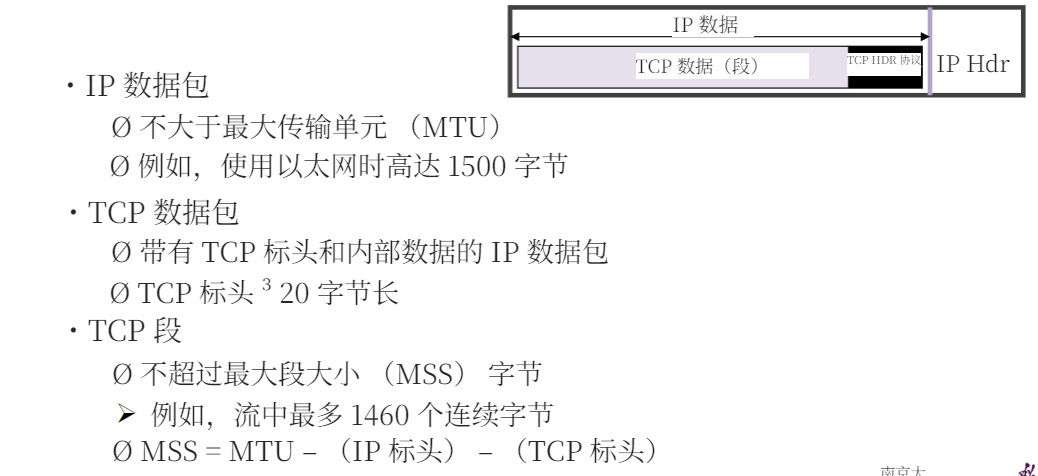 IP 数据
TCP 数据（段）
TCP HDR 协议
IP Hdr
・IP 数据包
Ø 不大于最大传输单元 （MTU）
Ø 例如，使用以太网时高达 1500 字节
・TCP 数据包
Ø 带有 TCP 标头和内部数据的 IP 数据包
Ø TCP 标头 ³ 20 字节长
・TCP 段
Ø 不超过最大段大小 （MSS） 字节
➢ 例如，流中最多 1460 个连续字节
Ø MSS = MTU – （IP 标头） – （TCP 标头）
南京大